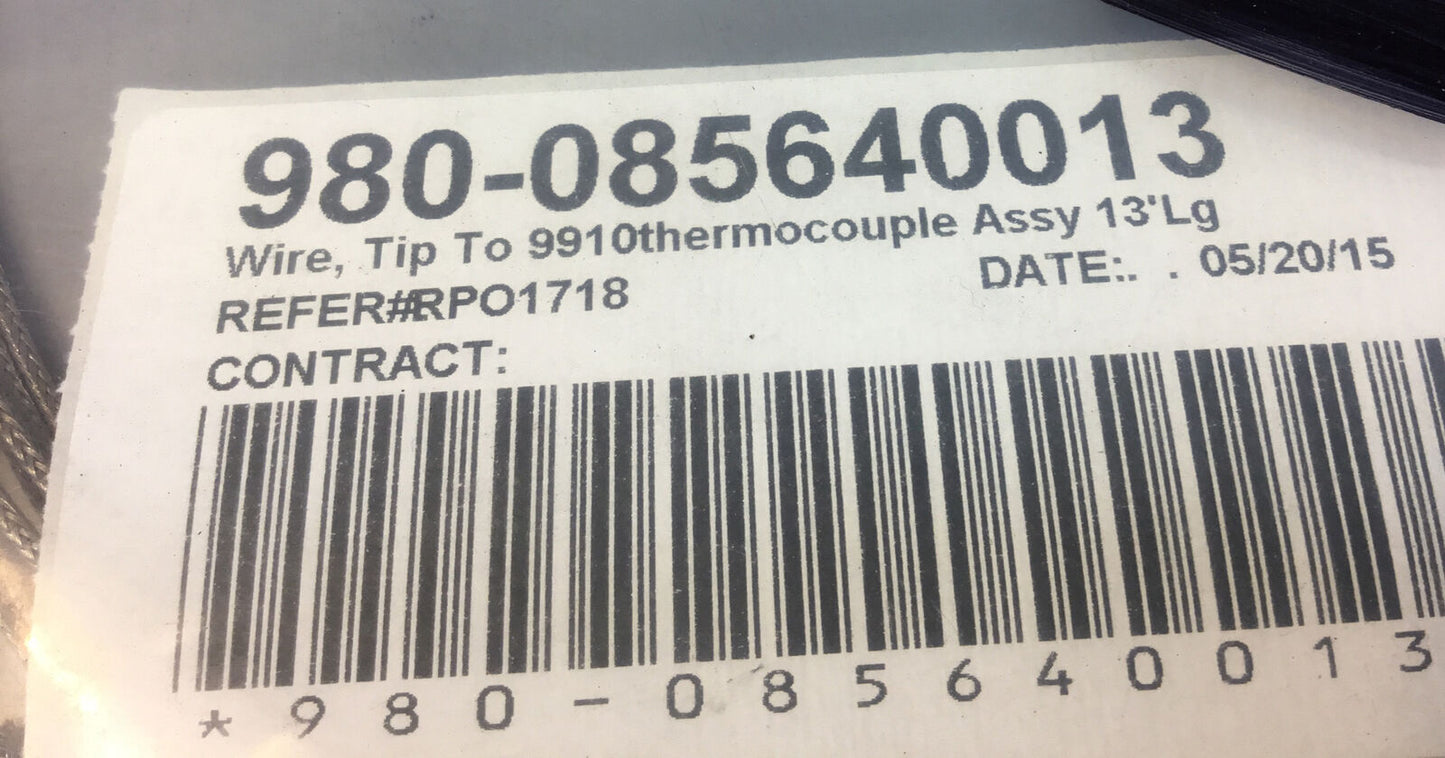 980-085640013
Wire, Tip To 9910thermocouple Assy 13'Lg
REFER#RPO1718 DATE:. . 05/20/15
CONTRACT:
*980-085640013